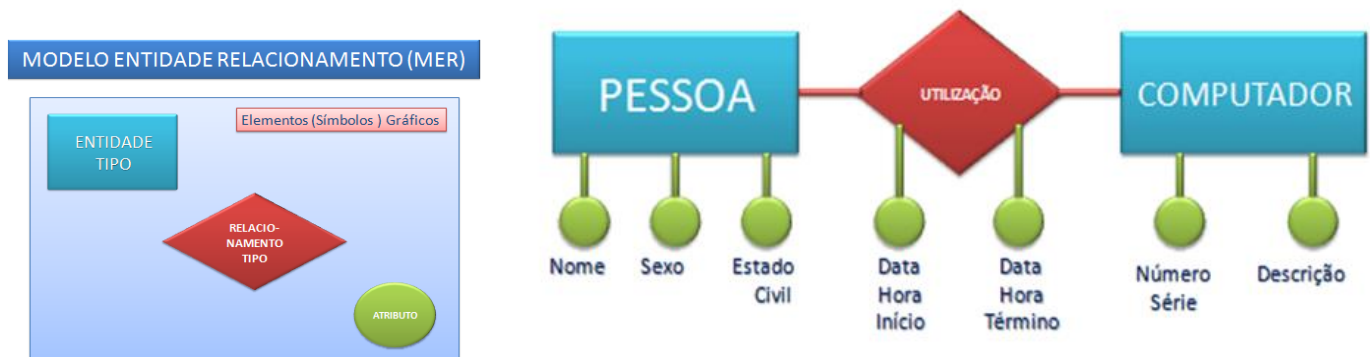 MODELO ENTIDADE RELACIONAMENTO (MER)
Elementos (Símbolos ) Gráficos
ENTIDADE
TIPO
RELACIO-
NAMENTO
TIPO
ATRIBUTO
PESSOA
UTILIZAÇÃO
COMPUTADOR
Nome
Sexo
Estado
Civil
Data
Hora
Início
Data
Hora
Término
Número
Série
Descrição